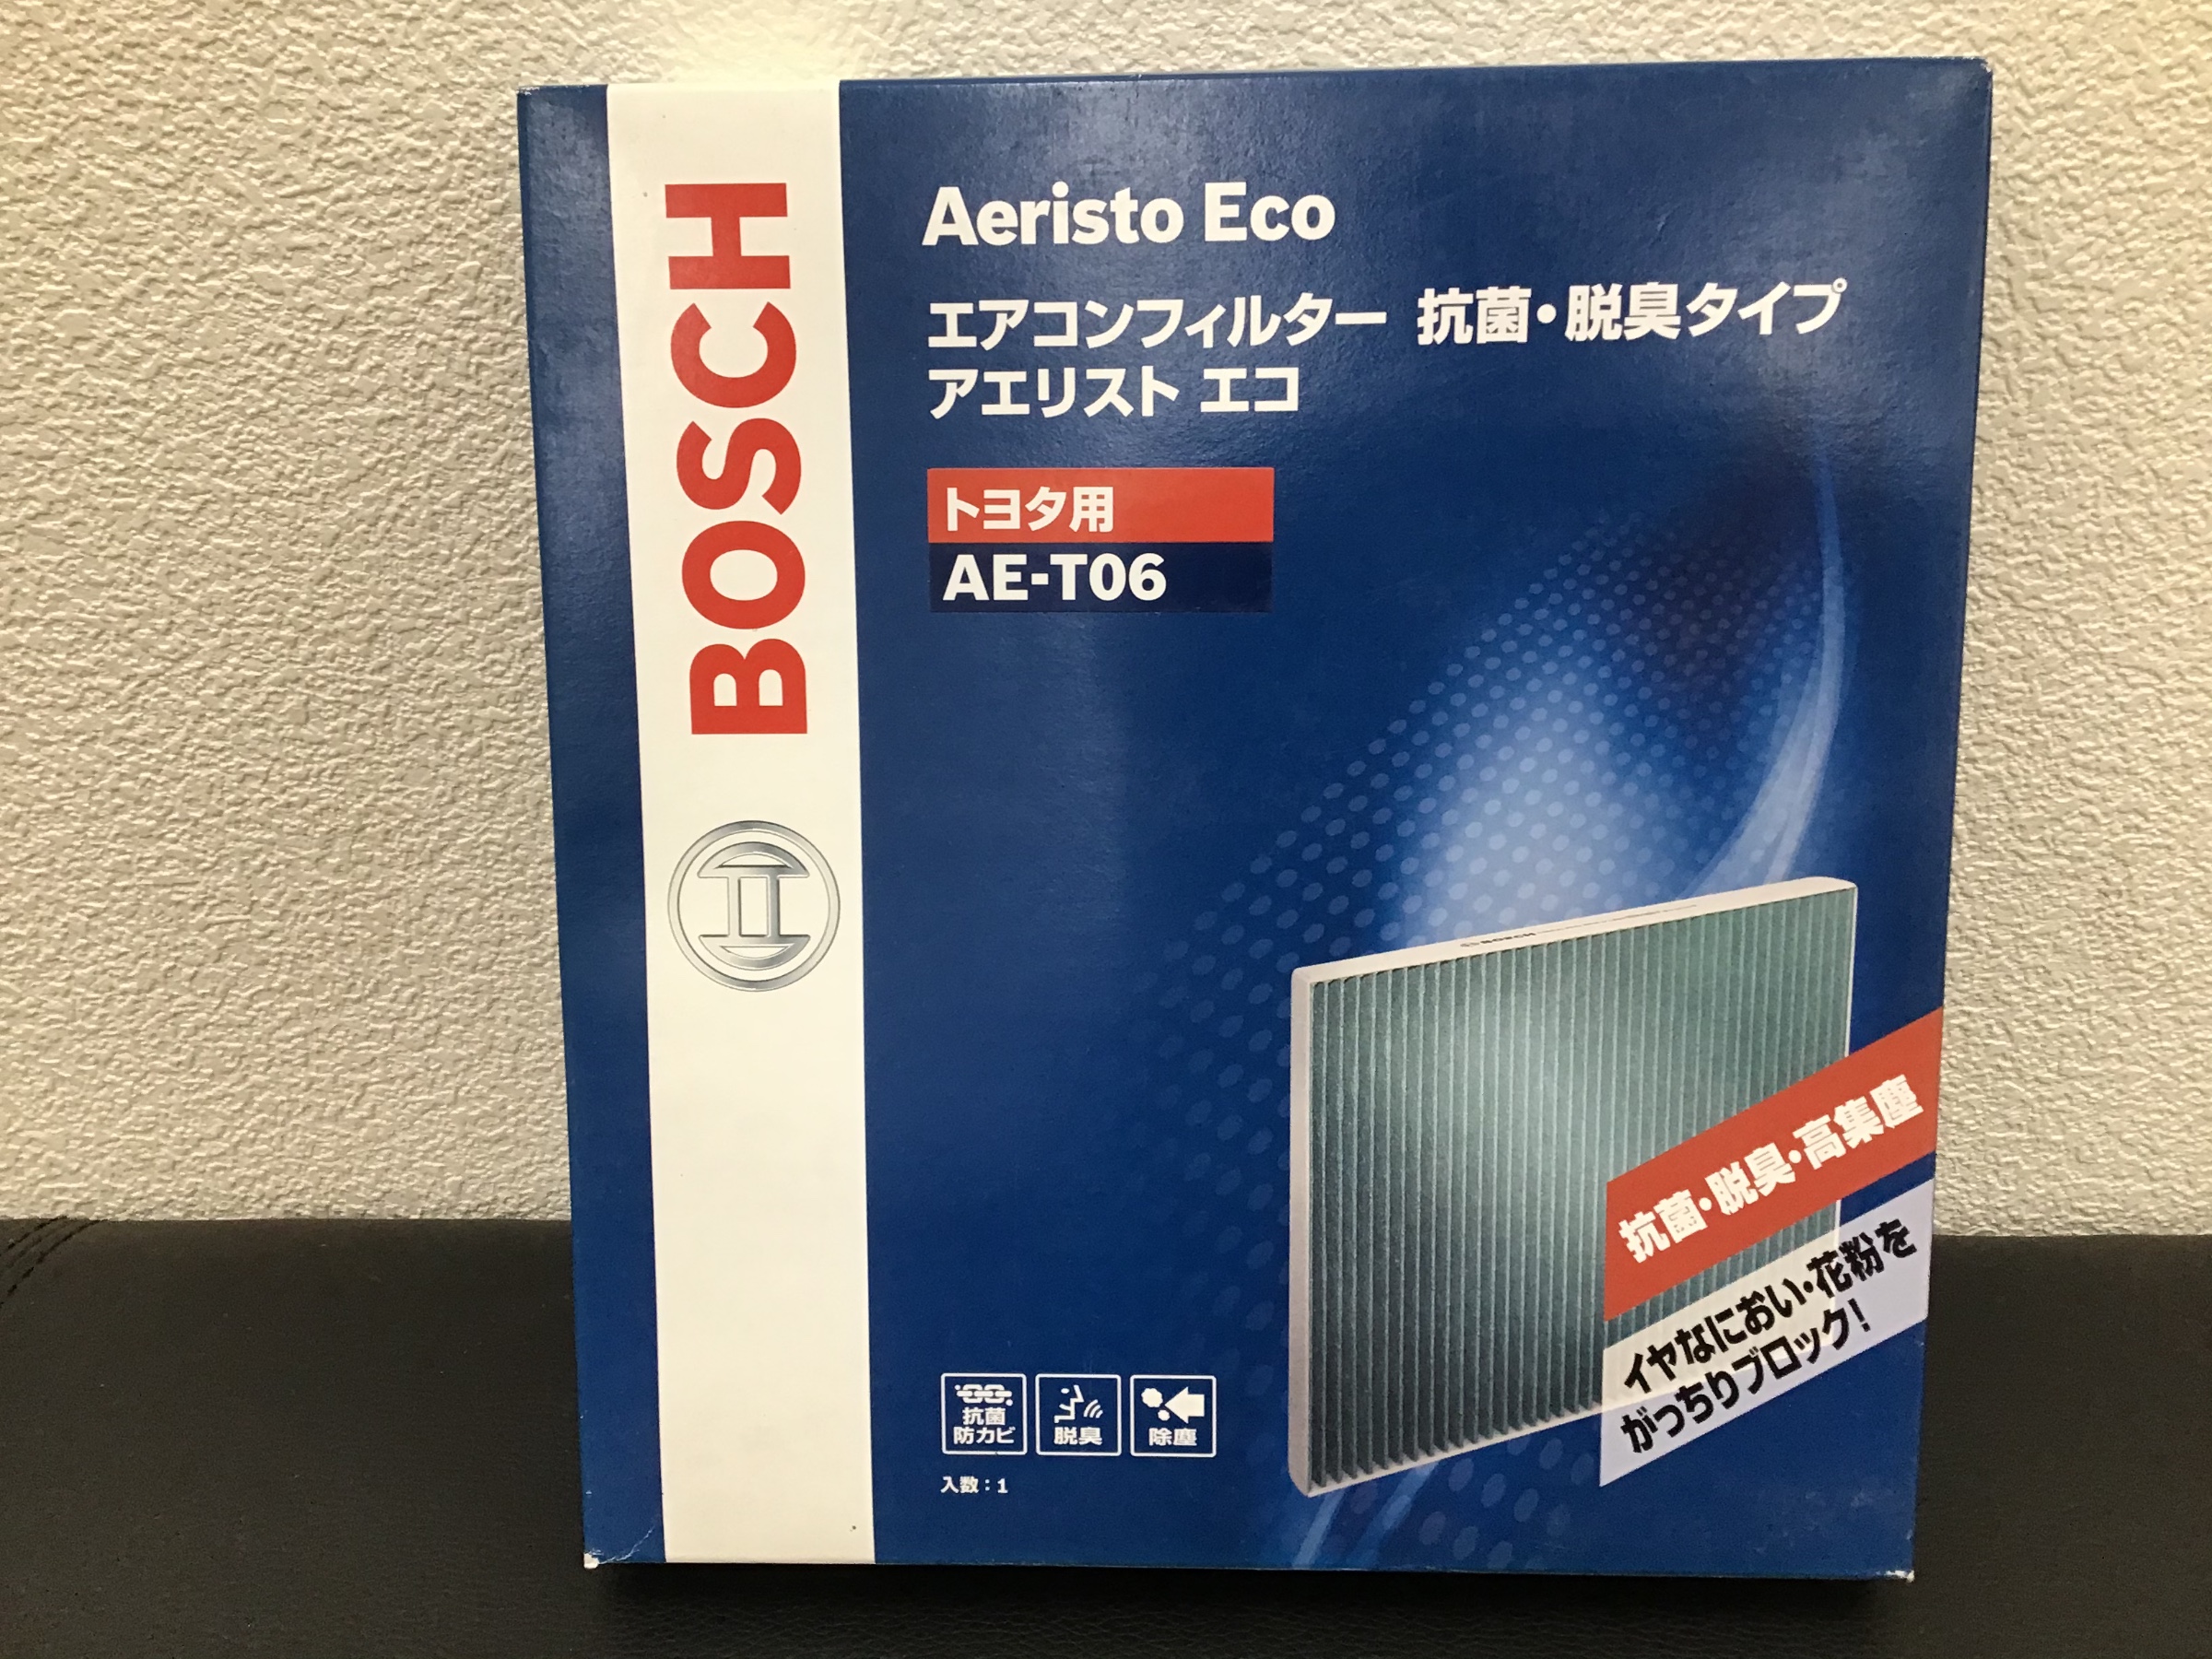 BOSCH
Aeristo Eco
エアコンフィルター 抗菌・脱臭タイプ
アエリスト エコ
トヨタ用
AE-T06
BOSCH
抗菌・脱臭・高集塵
イヤなにおい・花粉を
がっちりブロック!
抗菌
防カビ
脱臭
除塵
入数：1